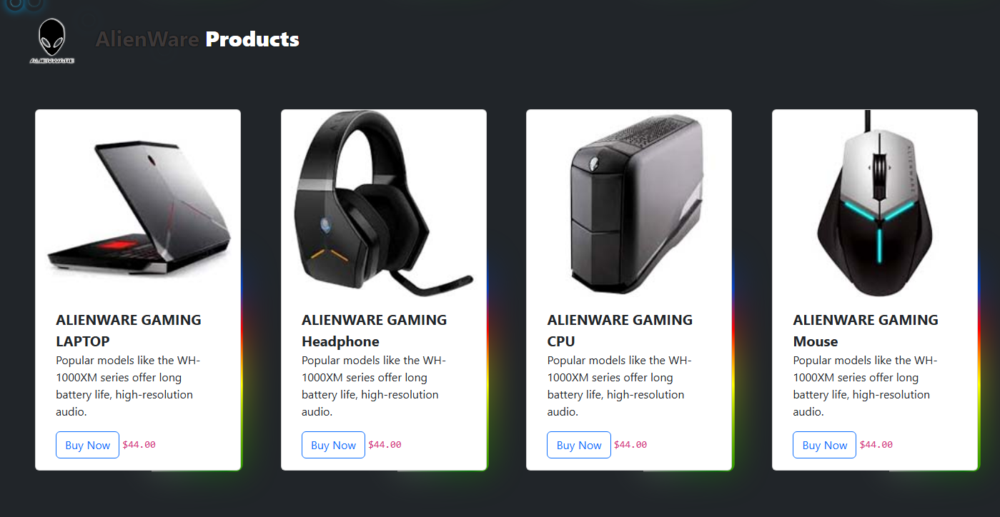 AlienWare Products
ALIENWARE
ALIENWARE
ALIENWARE GAMING
LAPTOP
Popular models like the WH-
1000XM series offer long
battery life, high-resolution
audio.
Buy Now $44.00
ALIENWARE GAMING
Headphone
Popular models like the WH-
1000XM series offer long
battery life, high-resolution
audio.
Buy Now $44.00
ALIENWARE GAMING
CPU
Popular models like the WH-
1000XM series offer long
battery life, high-resolution
audio.
Buy Now $44.00
ALIENWARE GAMING
Mouse
Popular models like the WH-
1000XM series offer long
battery life, high-resolution
audio.
Buy Now $44.00